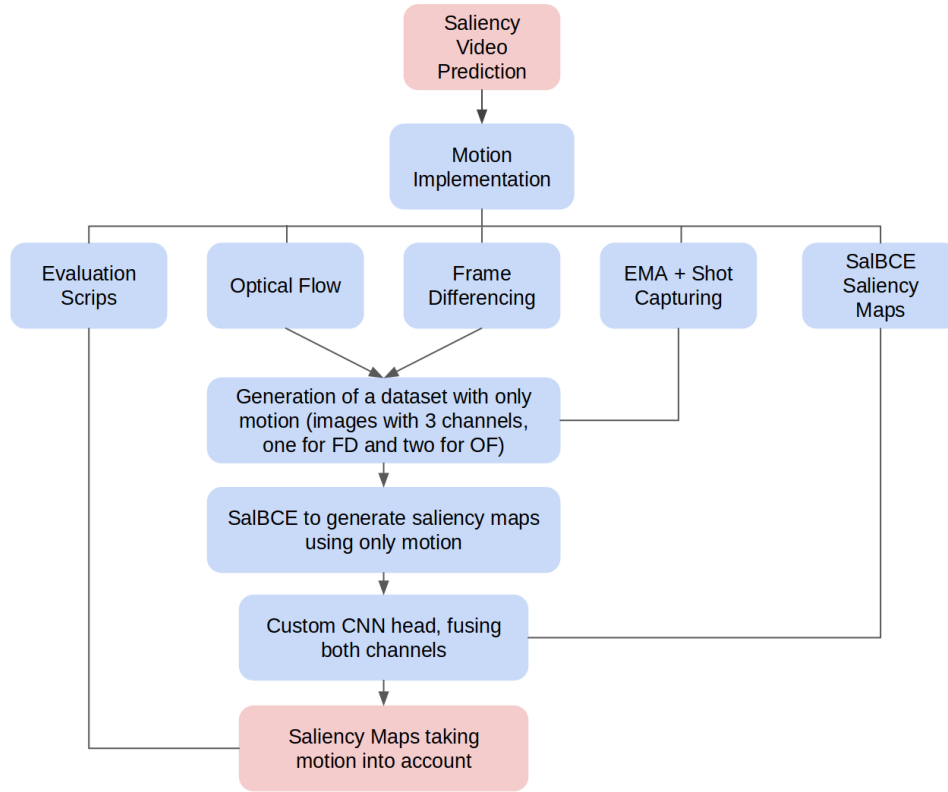 Saliency
Video
Prediction
Motion
Implementation
Evaluation
Scrips
Optical Flow
Frame
Differencing
EMA + Shot
Capturing
SalBCE
Saliency
Maps
Generation of a dataset with only
motion (images with 3 channels,
one for FD and two for OF)
SalBCE to generate saliency maps
using only motion
Custom CNN head, fusing
both channels
Saliency Maps taking
motion into account